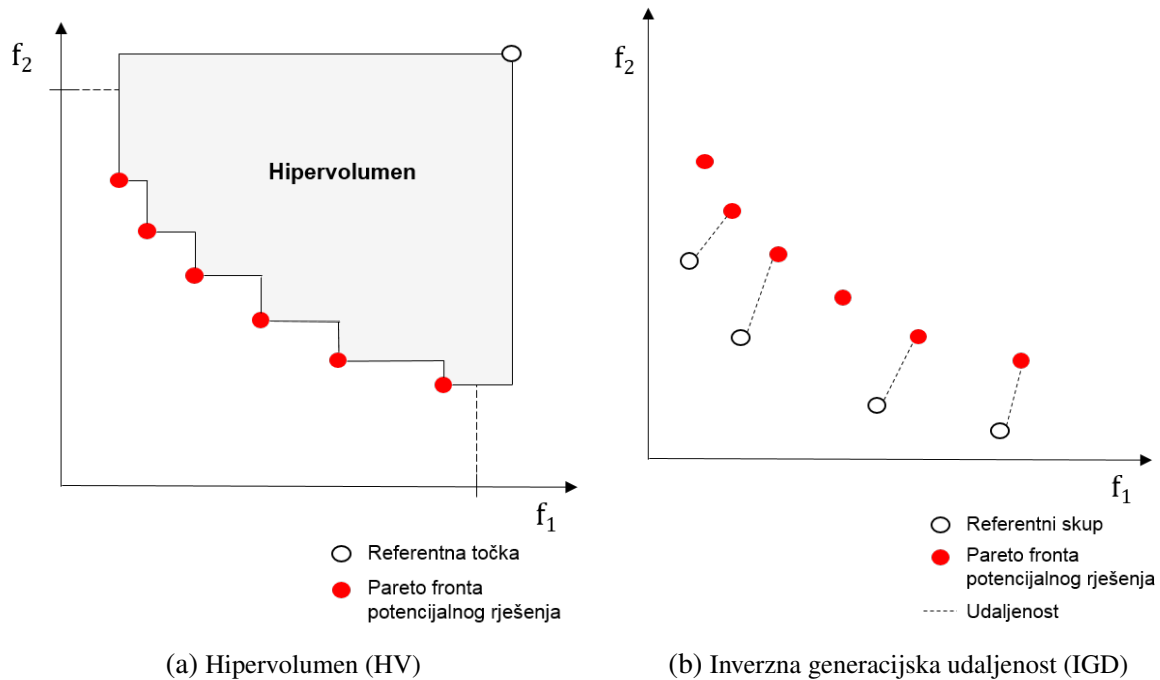 f₂
Hipervolumen
f₁
Referentna točka
Pareto fronta
potencijalnog rješenja
(a) Hipervolumen (HV)
f₂
f₁
Referentni skup
Pareto fronta
potencijalnog rješenja
Udaljenost
(b) Inverzna generacijska udaljenost (IGD)